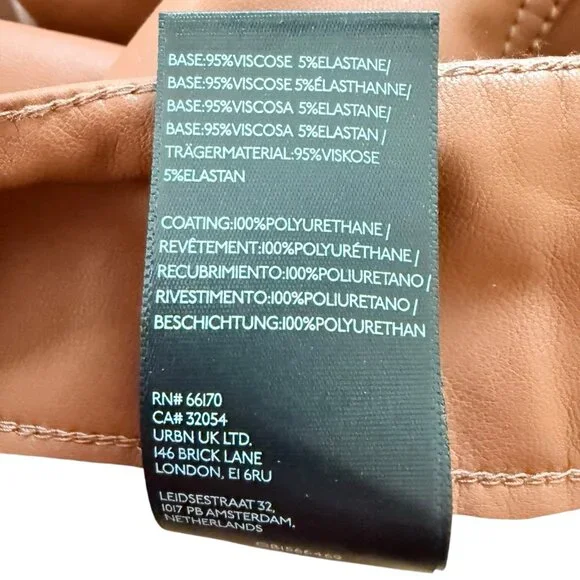 BASE:95%VISCOSE 5%ELASTANE/
BASE:95%VISCOSE 5%ÉLASTHANNE/
BASE:95%VISCOSA 5%ELASTANE/
BASE:95%VISCOSA 5%ELASTAN /
TRÄGERMATERIAL:95%VISKOSE
5%ELASTAN
COATING:100%POLYURETHANE /
REVÊTEMENT:100%POLYURÉTHANE /
RECUBRIMIENTO:100%POLIURETANO /
RIVESTIMENTO:100%POLIURETANO /
BESCHICHTUNG:100%POLYURETHAN
RN# 66170
CA# 32054
URBN UK LTD.
146 BRICK LANE
LONDON, E1 6RU
LEIDSESTRAAT 32,
1017 PB AMSTERDAM,
NETHERLANDS